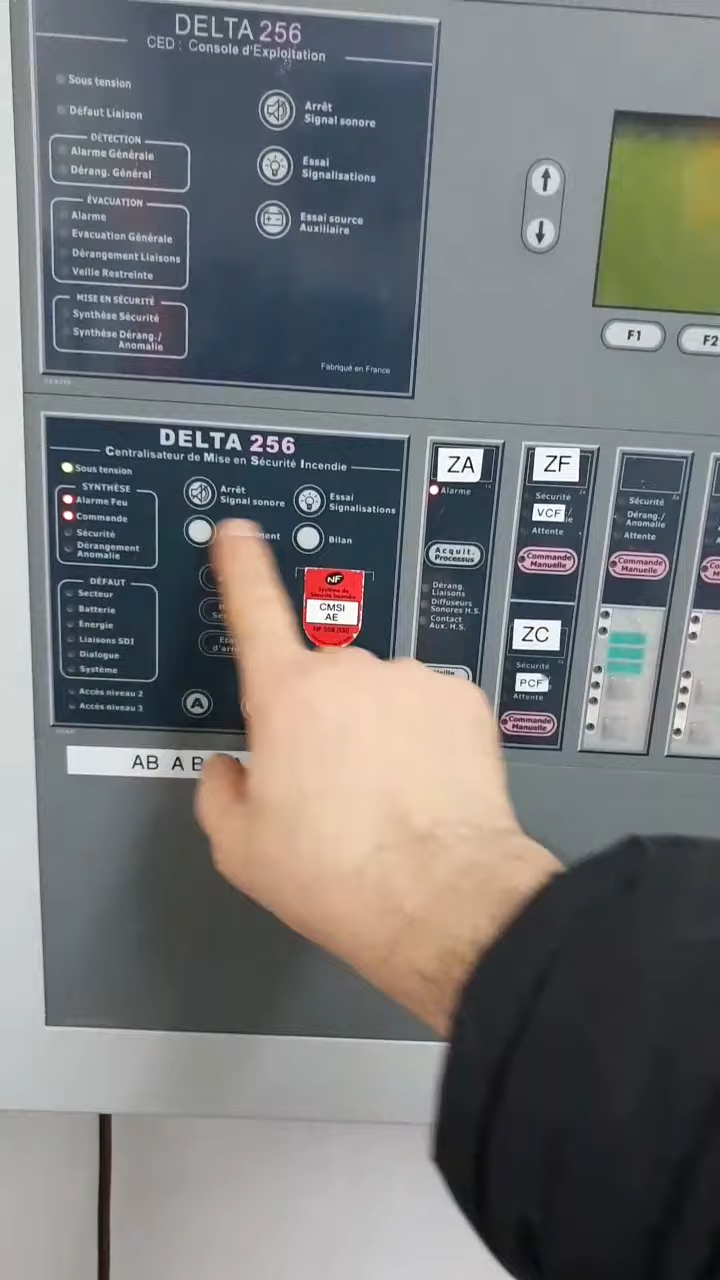 DELTA 256
CED : Console d'Exploitation
Sous tension
Défaut Liaison
DÉTECTION
Alarme Générale
Dérang. Général
ÉVACUATION
Alarme
Evacuation Générale
Dérangement Liaisons
Veille Restreinte
MISE EN SÉCURITÉ
Synthèse Sécurité
Synthèse Dérang./
Anomalie
Arrêt
Signal sonore
Essai
Signalisations
Essai source
Auxiliaire
Fabriqué en France
F1
F2
DELTA 256
Centralisateur de Mise en Sécurité Incendie
Sous tension
SYNTHÈSE
Alarme Feu
Commande
Sécurité
Dérangement
Anomalie
DÉFAUT
Secteur
Batterie
Énergie
Liaisons SDI
Dialogue
Système
Accès niveau 2
Accès niveau 3
Arrêt
Signal sonore
Essai
Signalisations
Bilan
NF
Système de
Sécurité Incendie
CMSI
AE
A
AB A B
ZA
Alarme
Acquit.
Processus
Dérang.
Liaisons
Diffuseurs
Sonores H.S.
Contact
Aux. H.S.
ZF
Sécurité
VCF
Attente
Commande
Manuelle
ZC
Sécurité
PCF
Attente
Commande
Manuelle
Sécurité
Dérang./
Anomalie
Attente
Commande
Manuelle